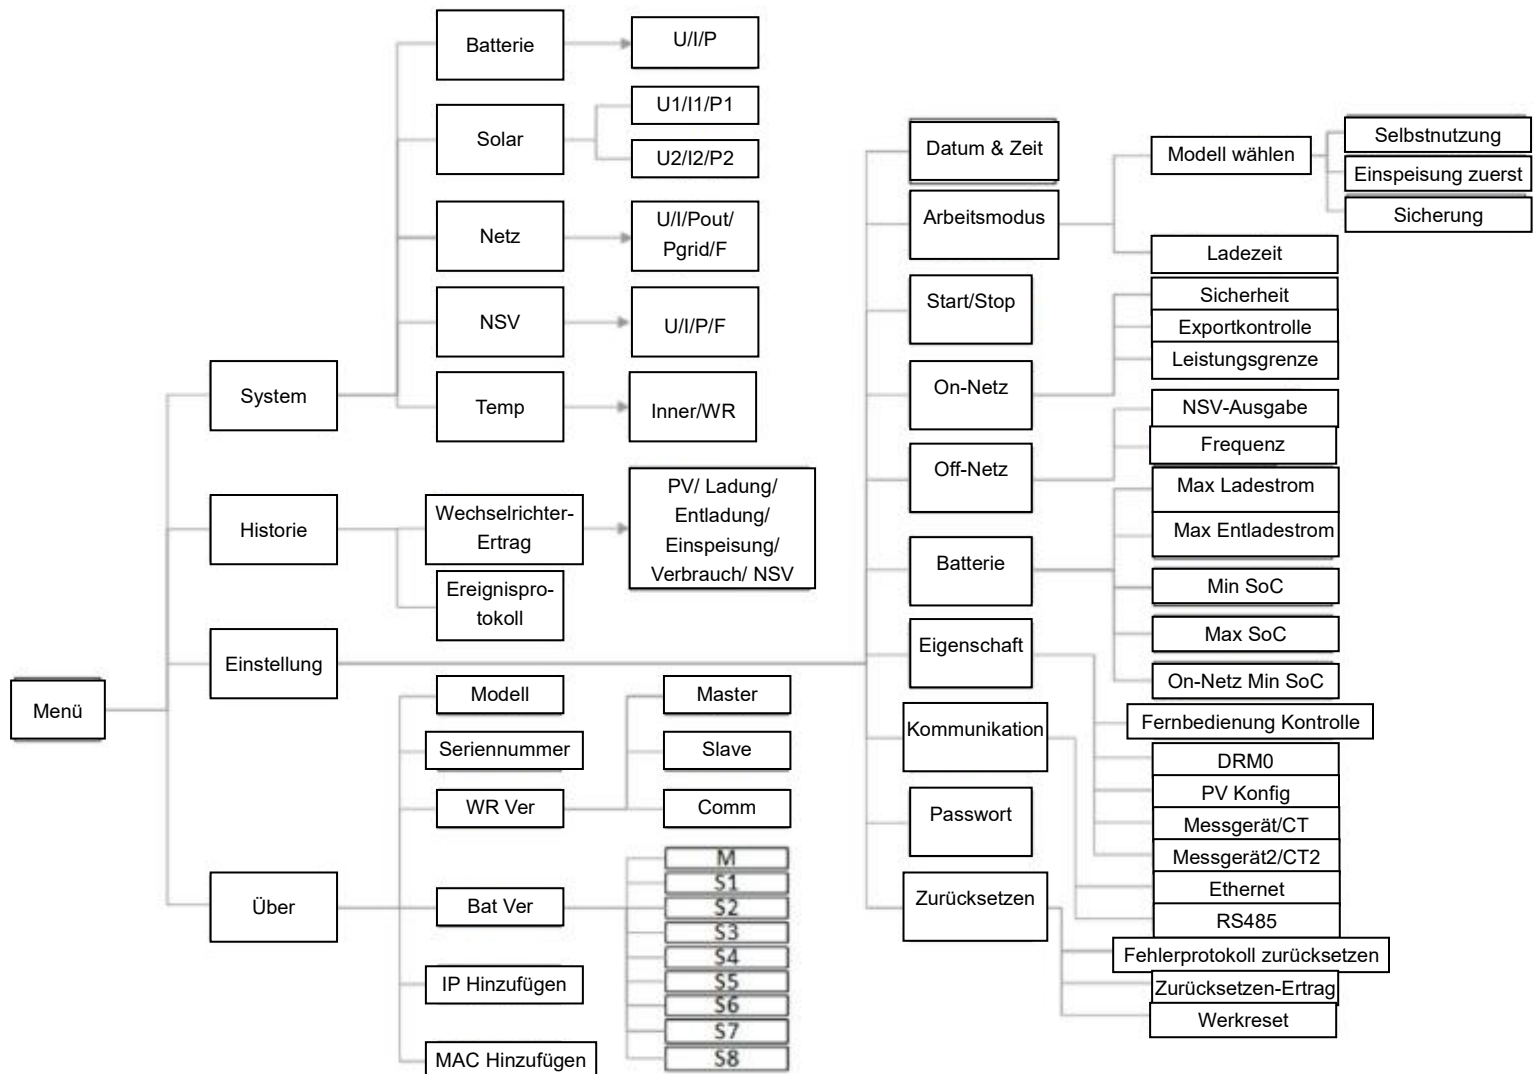 Menü
System
Batterie
U/I/P
Solar
U1/I1/P1
U2/I2/P2
Netz
U/I/Pout/
Pgrid/F
NSV
U/I/P/F
Temp
Inner/WR
Historie
Wechselrichter-
Ertrag
PV/ Ladung/
Entladung/
Einspeisung/
Verbrauch/ NSV
Ereignispro-
tokoll
Einstellung
Datum & Zeit
Arbeitsmodus
Modell wählen
Selbstnutzung
Einspeisung zuerst
Sicherung
Ladezeit
Start/Stop
On-Netz
Sicherheit
Exportkontrolle
Leistungsgrenze
Off-Netz
NSV-Ausgabe
Frequenz
Batterie
Max Ladestrom
Max Entladestrom
Min SoC
Max SoC
On-Netz Min SoC
Eigenschaft
Fernbedienung Kontrolle
DRM0
PV Konfig
Messgerät/CT
Messgerät2/CT2
Kommunikation
Ethernet
RS485
Passwort
Zurücksetzen
Fehlerprotokoll zurücksetzen
Zurücksetzen-Ertrag
Werkreset
Über
Modell
Seriennummer
WR Ver
Master
Slave
Comm
Bat Ver
M
S1
S2
S3
S4
S5
S6
S7
S8
IP Hinzufügen
MAC Hinzufügen